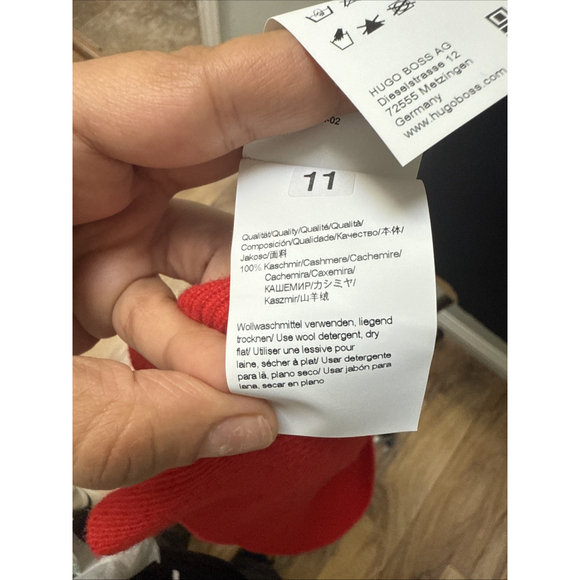 HUGO BOSS AG
Dieselstrasse 12
72555 Metzingen
Germany
www.hugoboss.com
-02
11
Qualität/Quality/Qualité/Qualità/
Composición/Qualidade/Качество/本体/
Jakosc/面料
100% Kaschmir/Cashmere/Cachemire/
Cachemira/Caxemira/
КАШЕМИР/カシミヤ/
Kaszmir/山羊绒
Wollwaschmittel verwenden, liegend
trocknen/ Use wool detergent, dry
flat/ Utiliser une lessive pour
laine, sécher à plat/ Usar detergente
para lã, plano seco/ Usar jabón para
lana, secar en plano